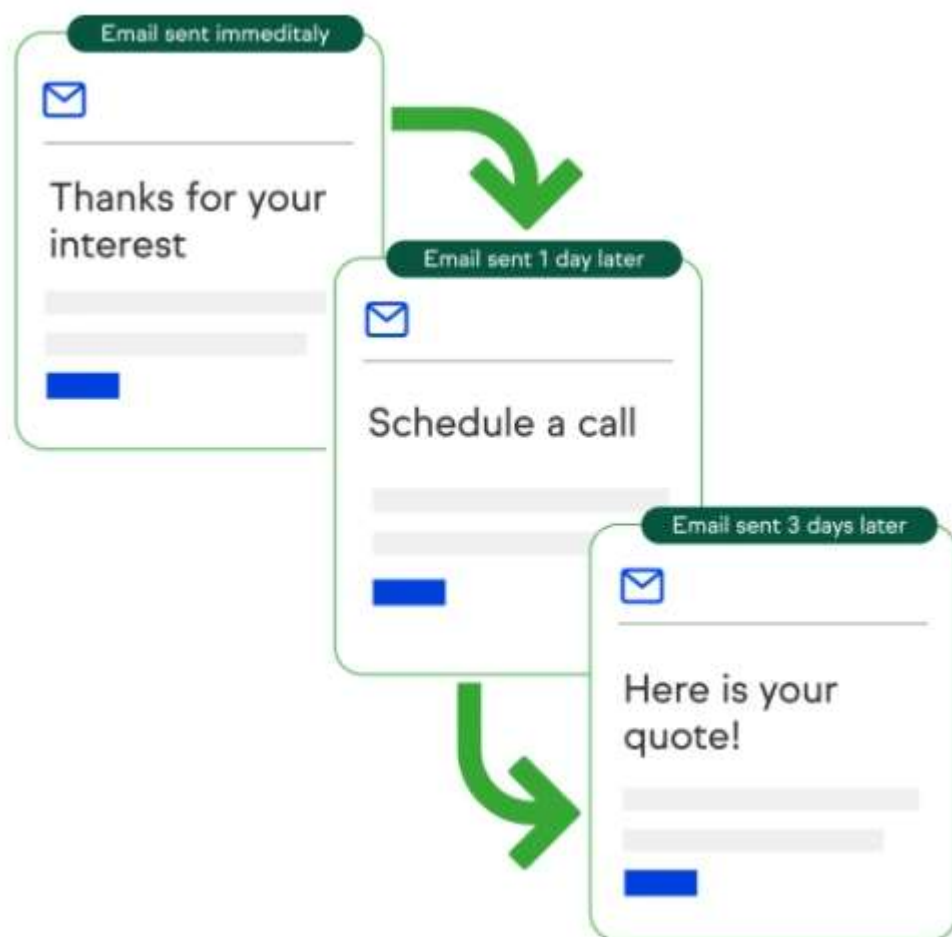 Email sent immeditaly
Thanks for your
interest
Email sent 1 day later
Schedule a call
Email sent 3 days later
Here is your
quote!